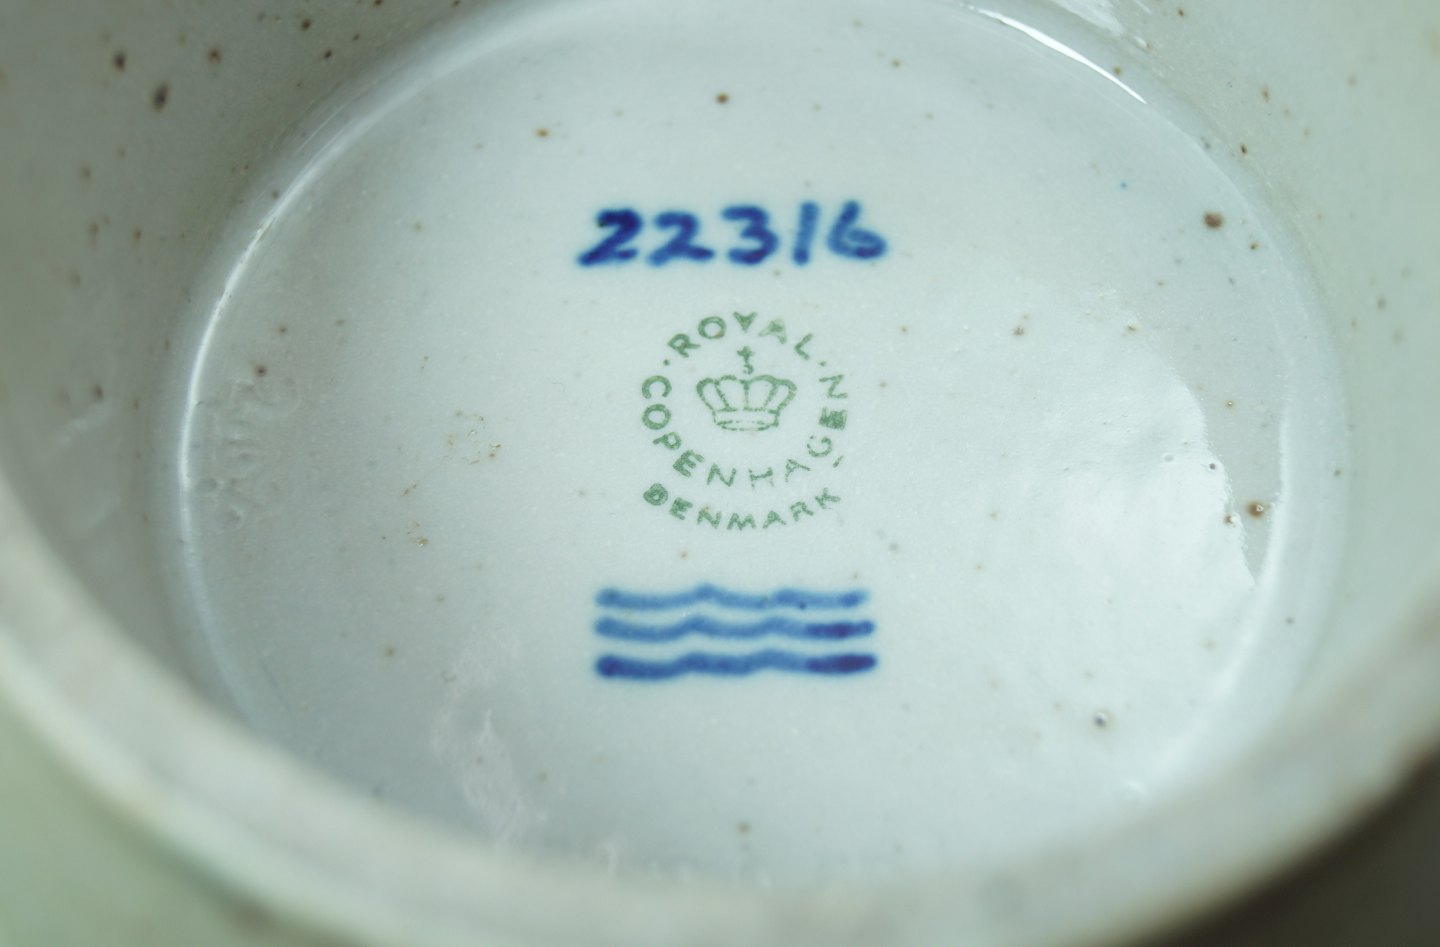 22316
ROYAL
COPENHAGEN
DENMARK